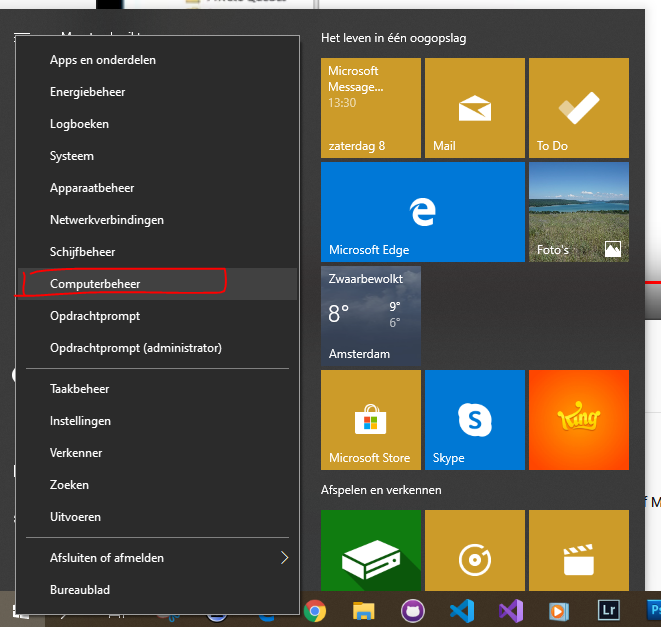 Apps en onderdelen
Energiebeheer
Logboeken
Systeem
Apparaatbeheer
Netwerkverbindingen
Schijfbeheer
Computerbeheer
Opdrachtprompt
Opdrachtprompt (administrator)
Taakbeheer
Instellingen
Verkenner
Zoeken
Uitvoeren
Afsluiten of afmelden
Bureaublad
Het leven in één oogopslag
Microsoft
Message...
13:30
zaterdag 8
Mail
To Do
Microsoft Edge
Foto's
Zwaarbewolkt
8°
9°
6°
Amsterdam
Microsoft Store
Skype
King
Afspelen en verkennen
f M
Lr
Ps